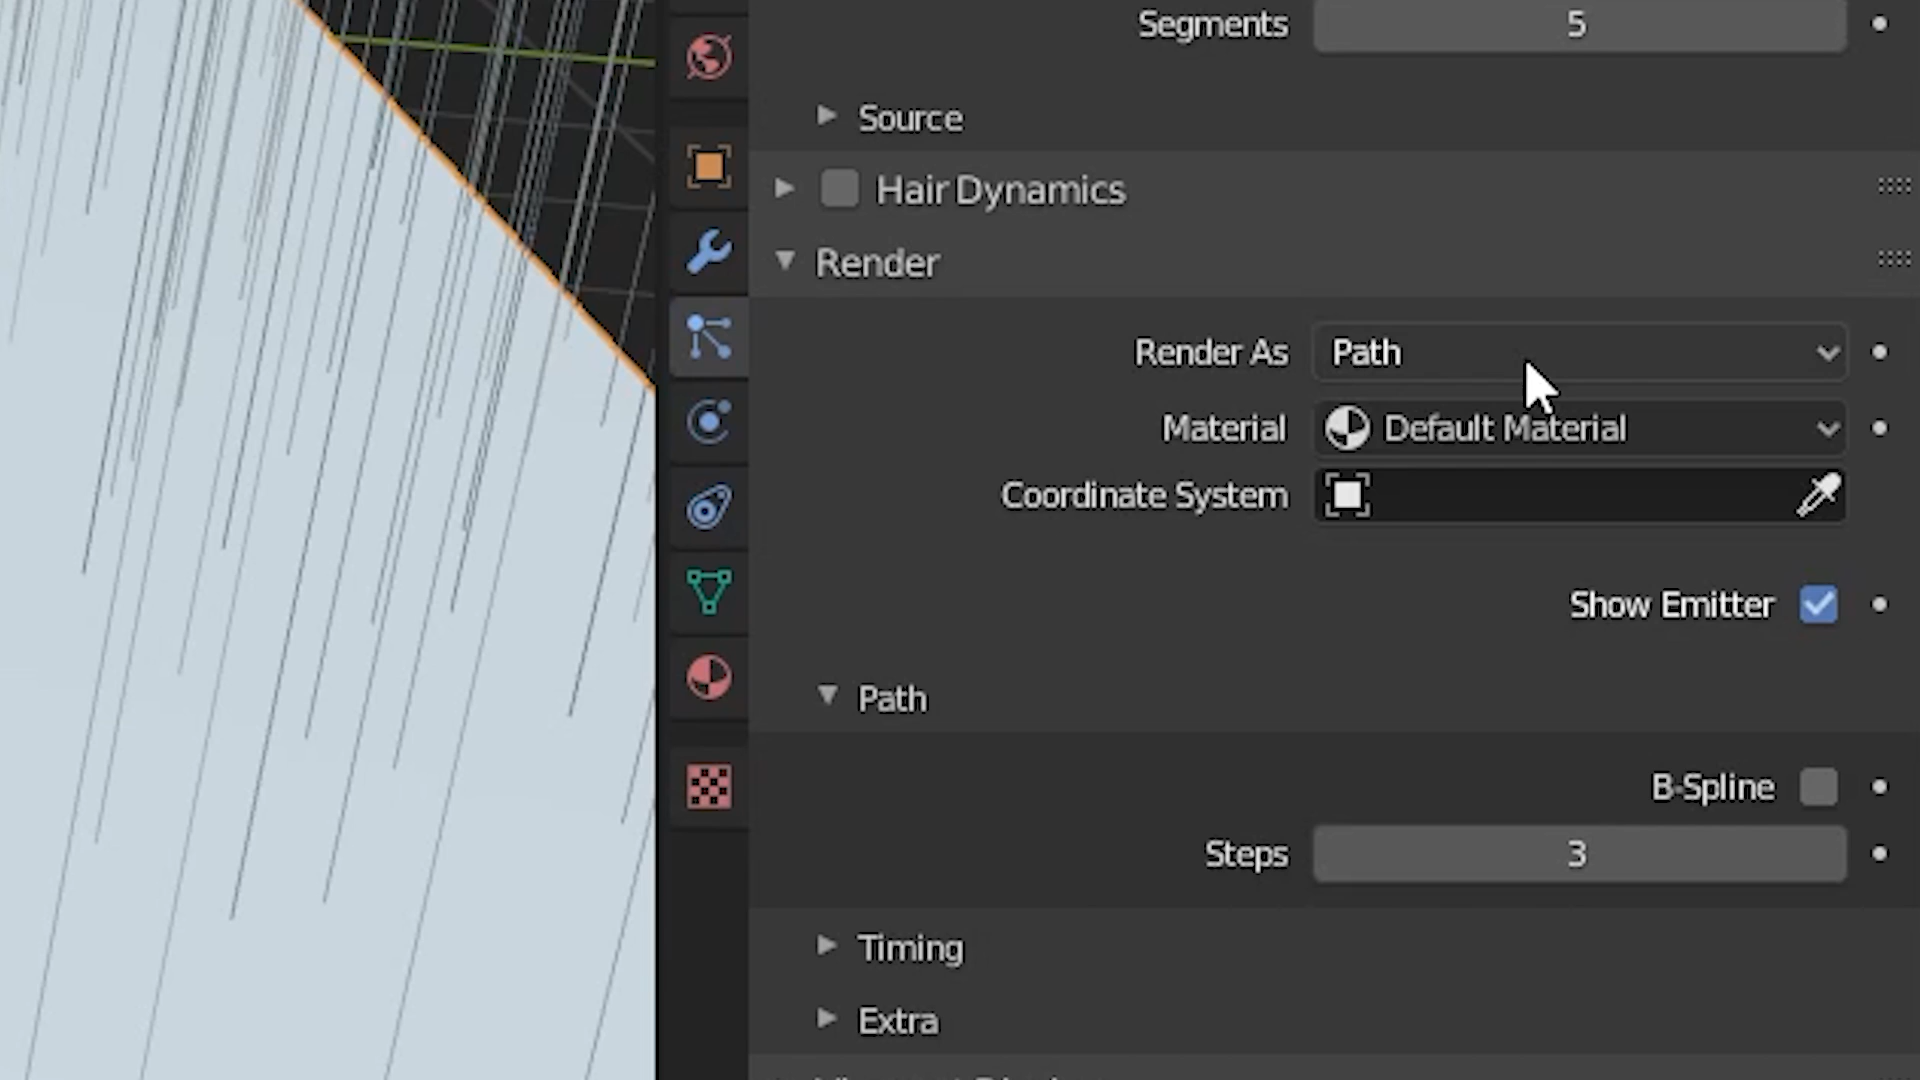 Segments 5
Source
Hair Dynamics
Render
Render As Path
Material Default Material
Coordinate System
Show Emitter
Path
B-Spline
Steps 3
Timing
Extra